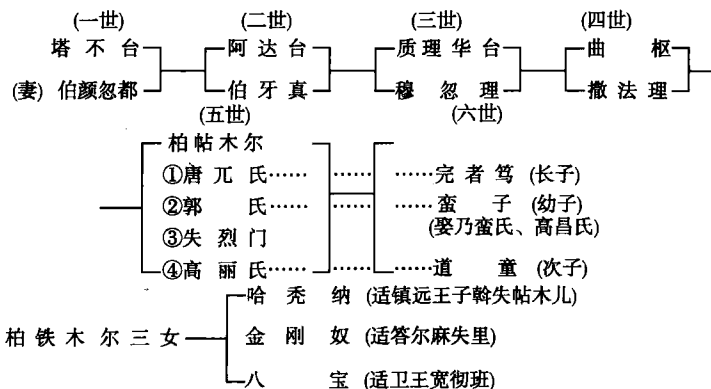 (一世) (二世) (三世) (四世)
塔不台 阿达台 质理华台 曲枢
(妻) 伯颜忽都 伯牙真 穆忽理 撒法理
(五世) (六世)
柏帖木尔
①唐兀氏…… …… ……完者笃 (长子)
②郭氏…… …… ……蛮子 (幼子)
(娶乃蛮氏、高昌氏)
③失烈门
④高丽氏…… …… ……道童 (次子)
哈秃纳 (适镇远王子斡失帖木儿)
柏铁木尔三女 金刚奴 (适答尔麻失里)
八宝 (适卫王宽彻班)